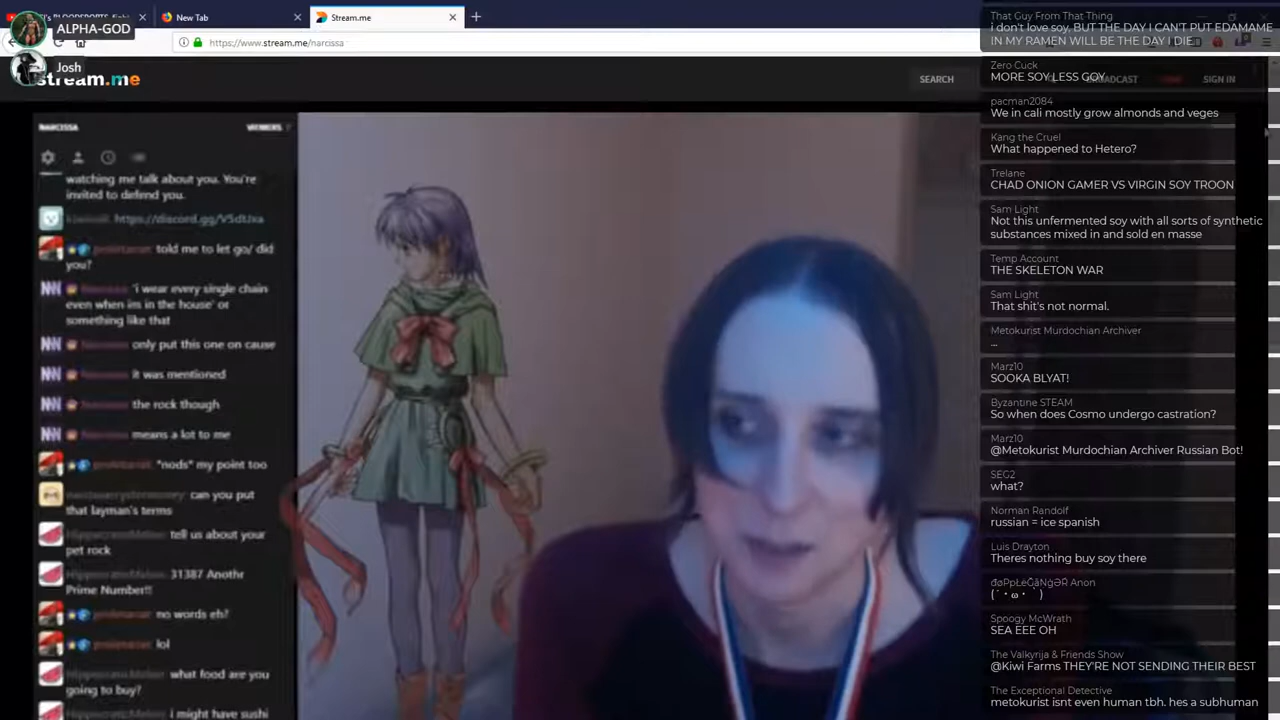 New Tab
Stream.me
ALPHA-GOD
https://www.stream.me/narcissa
Josh
stream.me
SEARCH
BROADCAST
SIGN IN
NARCISSA
VIEWERS
watching me talk about you. You're
invited to defend you.
https://discord.gg/
told me to let go/ did
you?
'i wear every single chain
even when ims in the house' or
something like that
only put this one on cause
it was mentioned
the rock though
means a lot to me
*nods* my point too
can you put
that layman's terms
tell us about your
pet rock
31387 Anothr
Prime Number!!
no words eh?
lol
what food are you
going to buy?
i might have sushi
That Guy From That Thing
I don't love soy, BUT THE DAY I CAN'T PUT EDAMAME
IN MY RAMEN WILL BE THE DAY I DIE.
Zero Cuck
MORE SOY LESS GOY
pacman2084
We in cali mostly grow almonds and veges
Kang the Cruel
What happened to Hetero?
Trelane
CHAD ONION GAMER VS VIRGIN SOY TROON
Sam Light
Not this unfermented soy with all sorts of synthetic
substances mixed in and sold en masse
Temp Account
THE SKELETON WAR
Sam Light
That shit's not normal.
Metokurist Murdochian Archiver
...
Marz10
SOOKA BLYAT!
Byzantine STEAM
So when does Cosmo undergo castration?
Marz10
@Metokurist Murdochian Archiver Russian Bot!
SEG2
what?
Norman Randolf
russian = ice spanish
Luis Drayton
Theres nothing buy soy there
Anon
(´・ω・`)
Spoogy McWrath
SEA EEE OH
The Valkyrija & Friends Show
@Kiwi Farms THEY'RE NOT SENDING THEIR BEST
The Exceptional Detective
metokurist isnt even human tbh. hes a subhuman